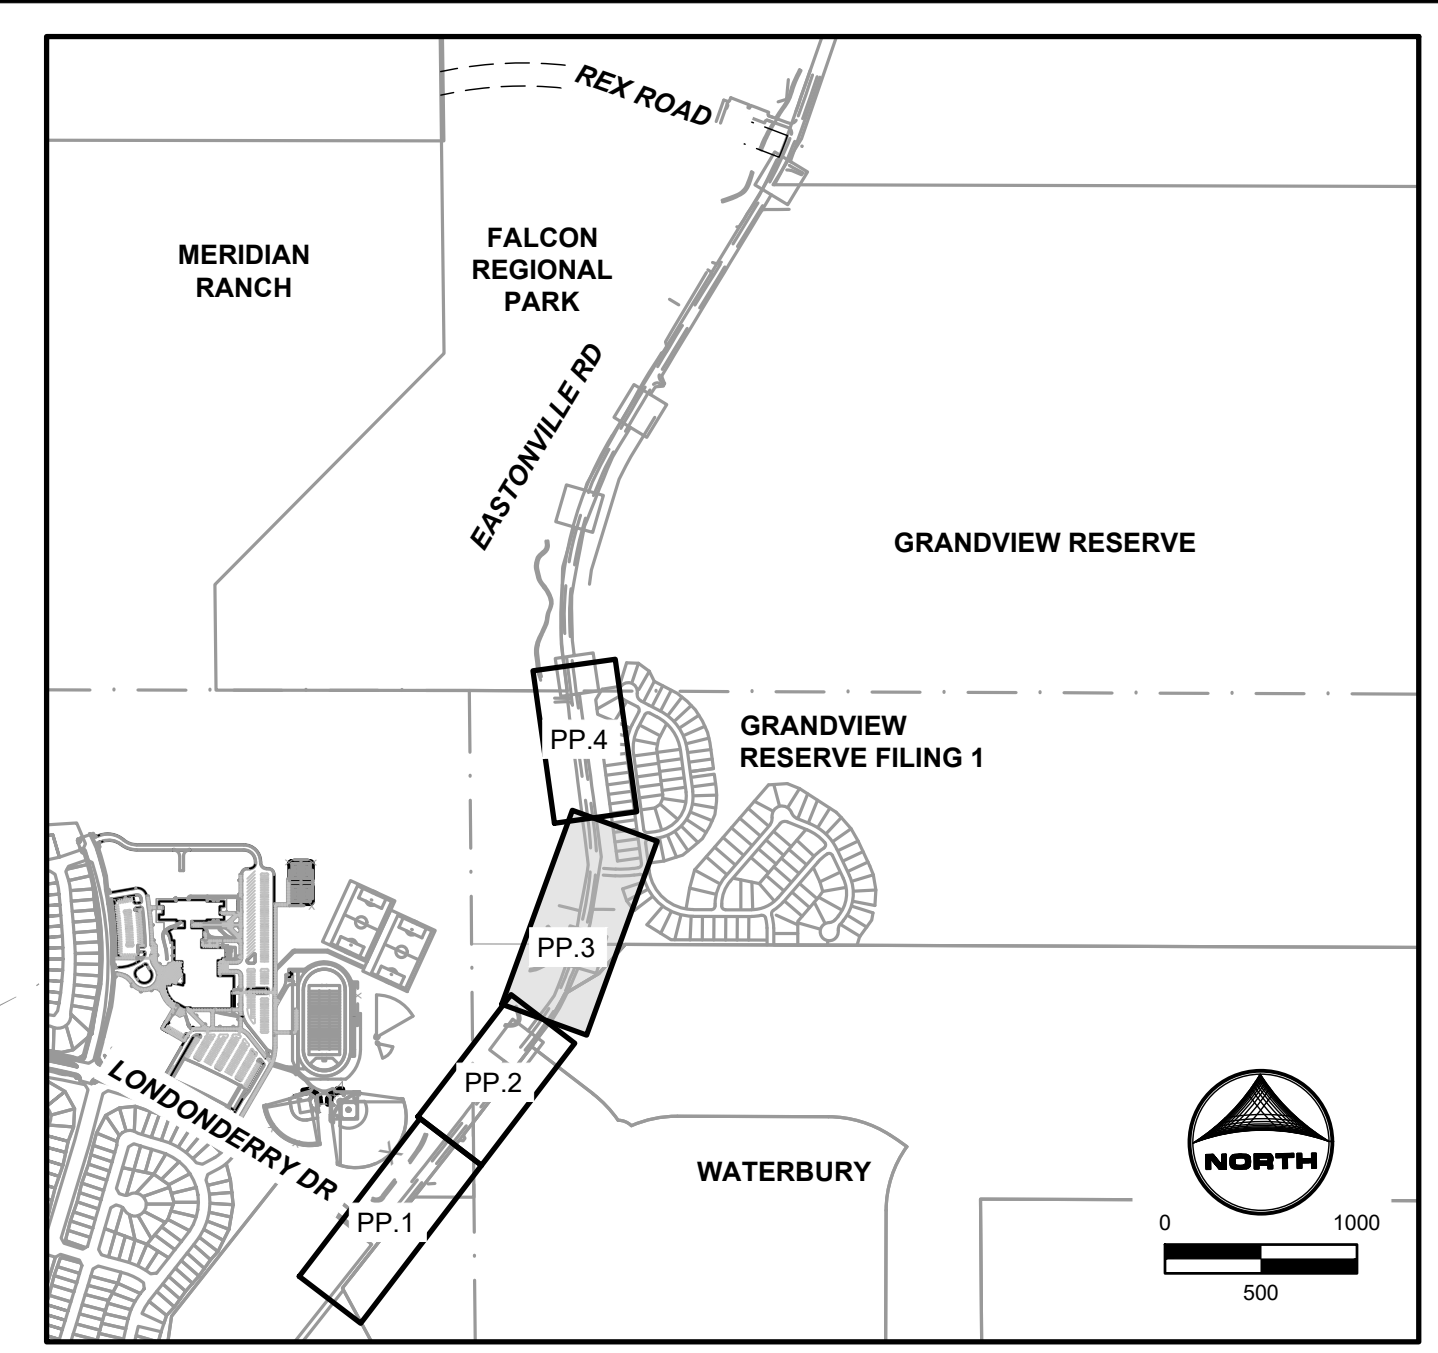 REX ROAD
MERIDIAN
RANCH
FALCON
REGIONAL
PARK
EASTONVILLE RD
GRANDVIEW RESERVE
GRANDVIEW
RESERVE FILING 1
PP.4
PP.3
PP.2
PP.1
LONDONDERRY DR
WATERBURY
NORTH
0 1000
500